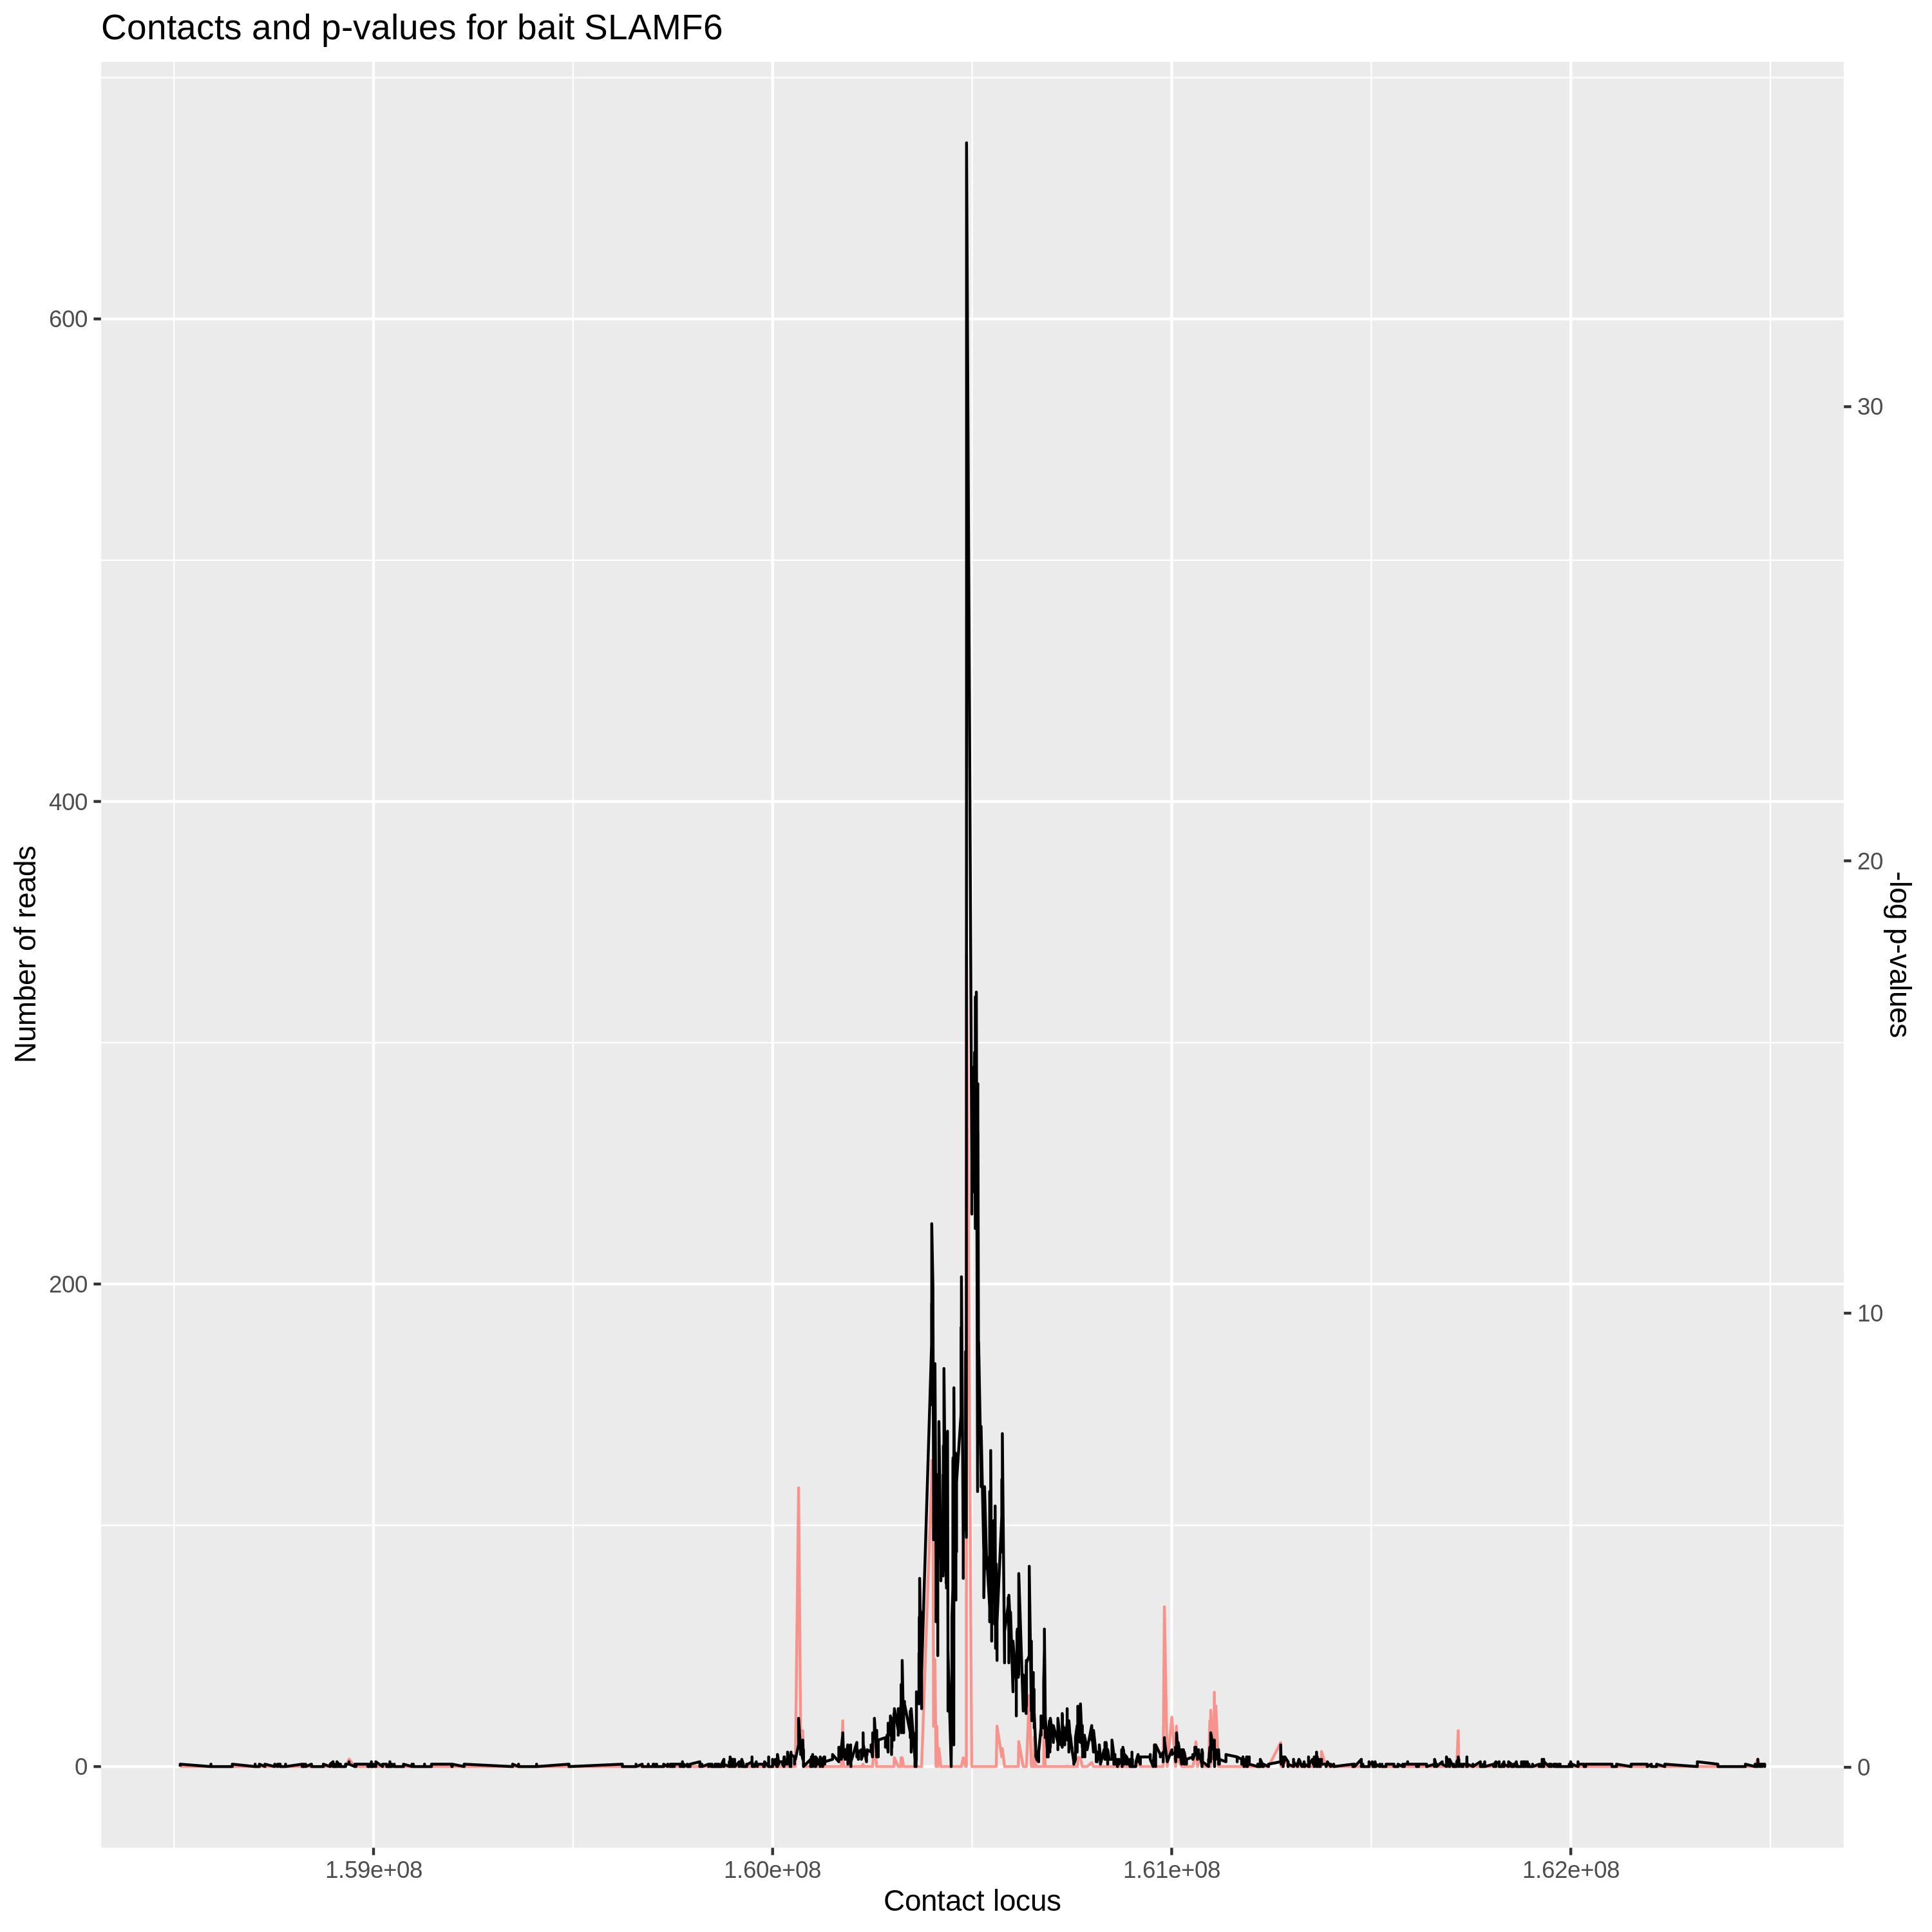 Contacts and p-values for bait SLAMF6
600
400
200
0
Number of reads
30
20
10
0
-log p-values
1.59e+08
1.60e+08
1.61e+08
1.62e+08
Contact locus